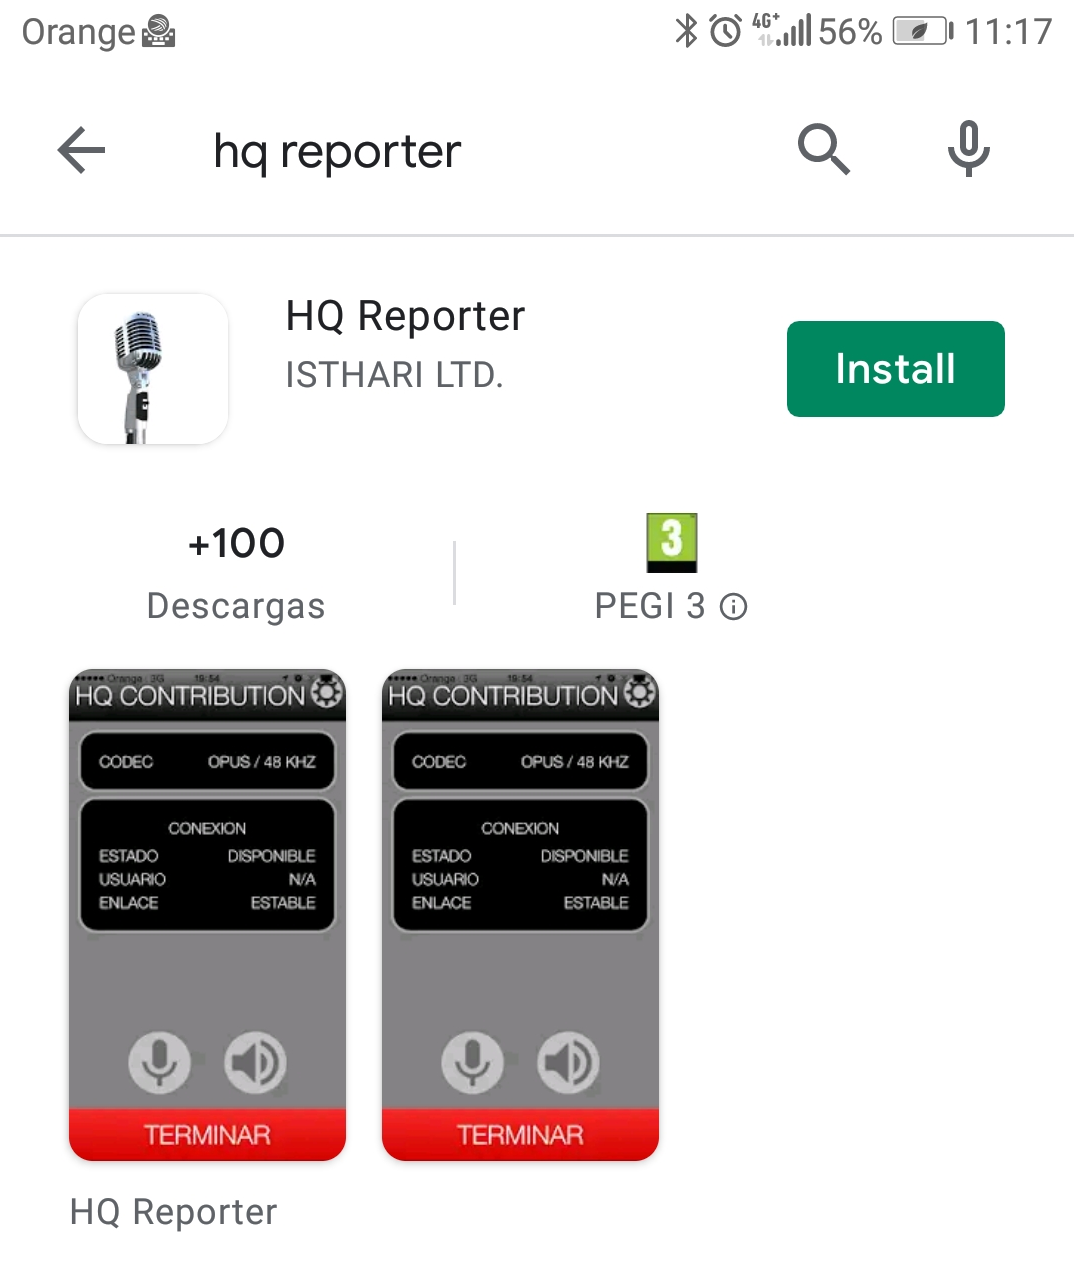 Orange 4G+ 56% 11:17
hq reporter
HQ Reporter
ISTHARI LTD.
Install
+100
Descargas
3
PEGI 3
Orange 3G 19:54
HQ CONTRIBUTION
CODEC OPUS / 48 KHZ
CONEXION
ESTADO DISPONIBLE
USUARIO N/A
ENLACE ESTABLE
TERMINAR
Orange 3G 19:54
HQ CONTRIBUTION
CODEC OPUS / 48 KHZ
CONEXION
ESTADO DISPONIBLE
USUARIO N/A
ENLACE ESTABLE
TERMINAR
HQ Reporter